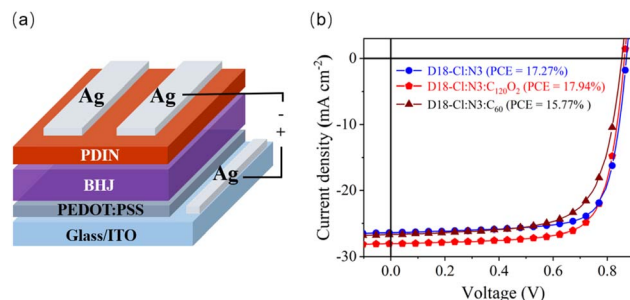 (a)
Ag
Ag
-
+
PDIN
Ag
BHJ
PEDOT:PSS
Glass/ITO
(b)
0
-10
-20
-30
Current density (mA cm⁻²)
D18-Cl:N3 (PCE = 17.27%)
D18-Cl:N3:C₁₂₀O₂ (PCE = 17.94%)
D18-Cl:N3:C₆₀ (PCE = 15.77% )
0.0 0.2 0.4 0.6 0.8
Voltage (V)